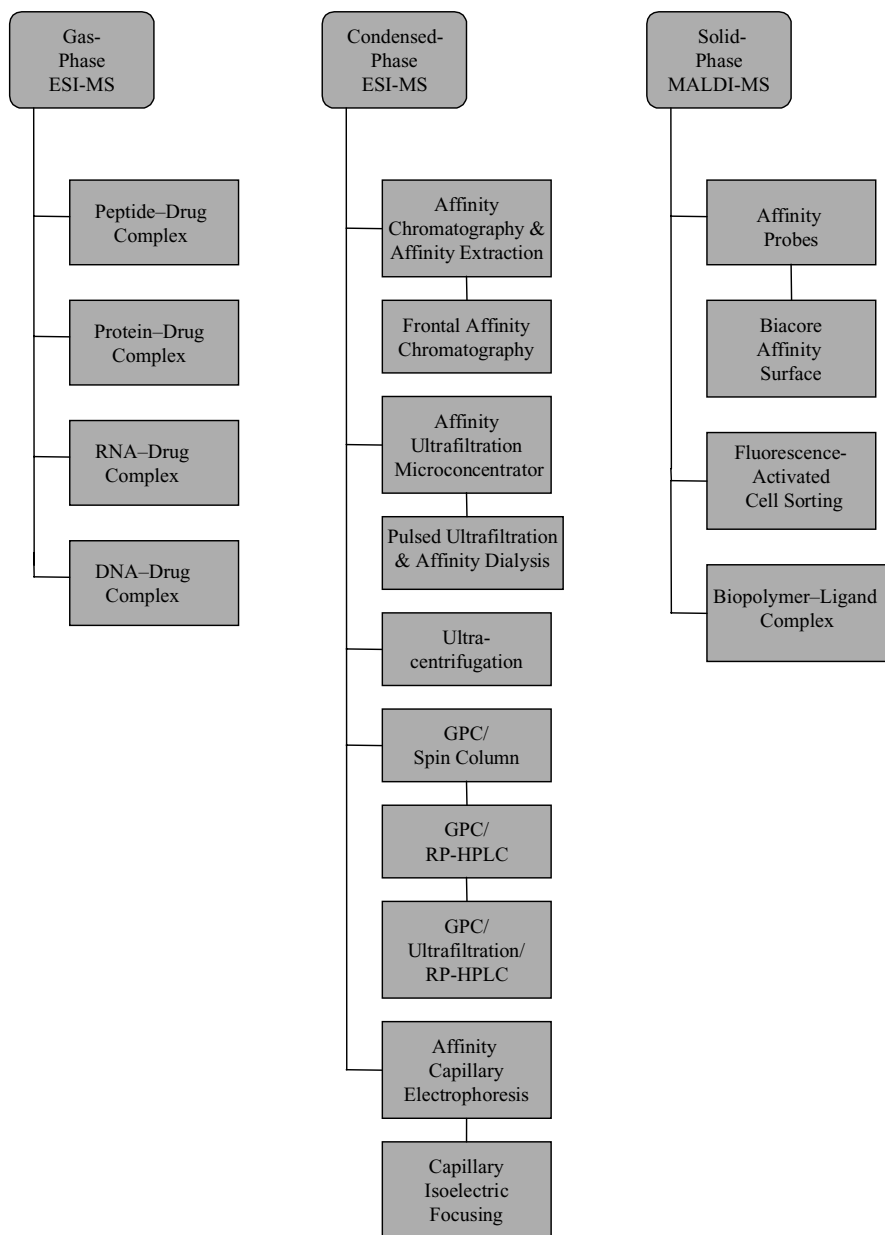 Gas-
Phase
ESI-MS
Peptide–Drug
Complex
Protein–Drug
Complex
RNA–Drug
Complex
DNA–Drug
Complex
Condensed-
Phase
ESI-MS
Affinity
Chromatography &
Affinity Extraction
Frontal Affinity
Chromatography
Affinity
Ultrafiltration
Microconcentrator
Pulsed Ultrafiltration
& Affinity Dialysis
Ultra-
centrifugation
GPC/
Spin Column
GPC/
RP-HPLC
GPC/
Ultrafiltration/
RP-HPLC
Affinity
Capillary
Electrophoresis
Capillary
Isoelectric
Focusing
Solid-
Phase
MALDI-MS
Affinity
Probes
Biacore
Affinity
Surface
Fluorescence-
Activated
Cell Sorting
Biopolymer–Ligand
Complex